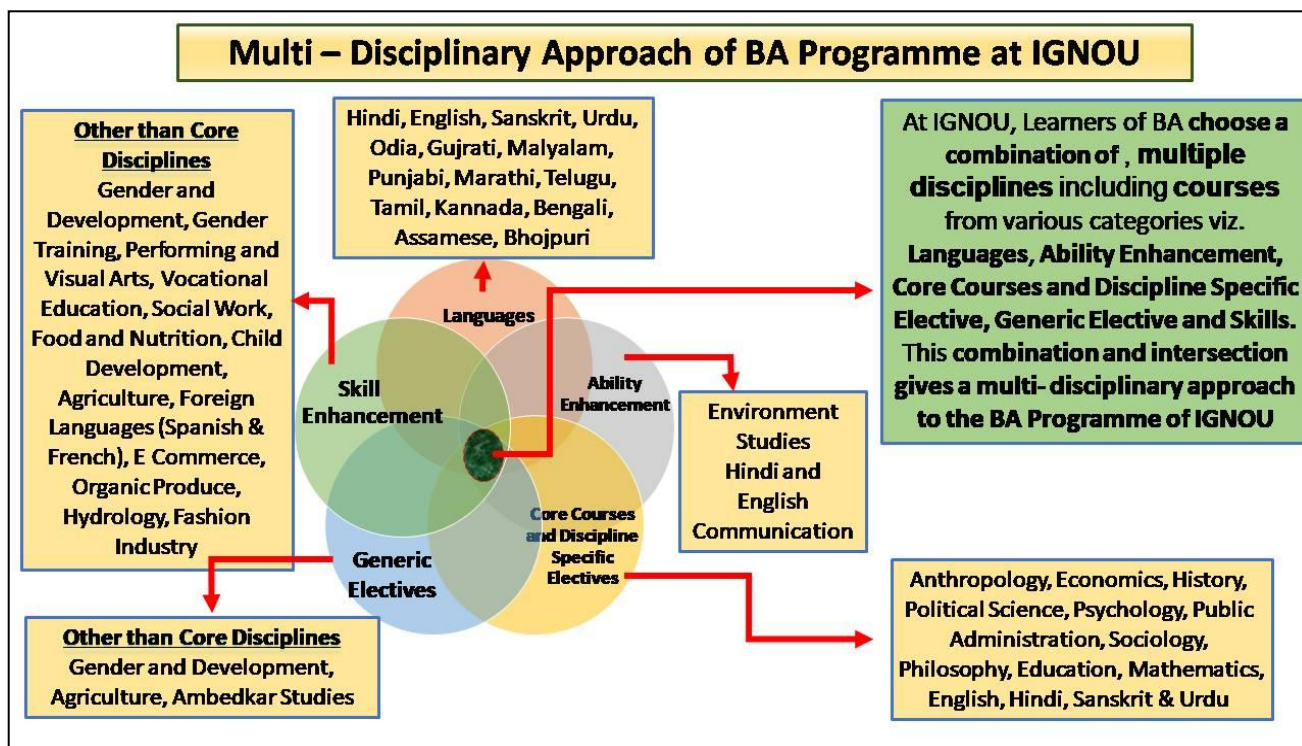 Multi – Disciplinary Approach of BA Programme at IGNOU
Other than Core
Disciplines
Gender and
Development, Gender
Training, Performing and
Visual Arts, Vocational
Education, Social Work,
Food and Nutrition, Child
Development,
Agriculture, Foreign
Languages (Spanish &
French), E Commerce,
Organic Produce,
Hydrology, Fashion
Industry
Hindi, English, Sanskrit, Urdu,
Odia, Gujrati, Malyalam,
Punjabi, Marathi, Telugu,
Tamil, Kannada, Bengali,
Assamese, Bhojpuri
At IGNOU, Learners of BA choose a
combination of , multiple
disciplines including courses
from various categories viz.
Languages, Ability Enhancement,
Core Courses and Discipline Specific
Elective, Generic Elective and Skills.
This combination and intersection
gives a multi- disciplinary approach
to the BA Programme of IGNOU
Languages
Skill
Enhancement
Ability
Enhancement
Core Courses
and Discipline
Specific
Electives
Generic
Electives
Environment
Studies
Hindi and
English
Communication
Other than Core Disciplines
Gender and Development,
Agriculture, Ambedkar Studies
Anthropology, Economics, History,
Political Science, Psychology, Public
Administration, Sociology,
Philosophy, Education, Mathematics,
English, Hindi, Sanskrit & Urdu